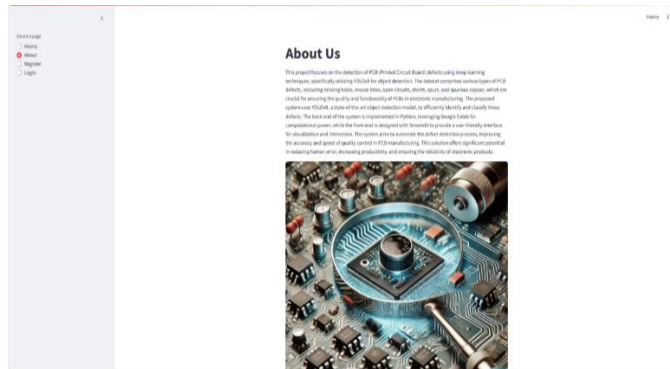 Deploy
Select a page
Home
About
Register
Login
About Us
This project focuses on the detection of PCB (Printed Circuit Board) defects using deep learning
techniques, specifically utilizing YOLOv8 for object detection. The dataset comprises various types of PCB
defects, including missing holes, mouse bites, open circuits, shorts, spurs, and spurious copper, which are
crucial for ensuring the quality and functionality of PCBs in electronic manufacturing. The proposed
system uses YOLOv8, a state-of-the-art object detection model, to efficiently identify and classify these
defects. The back end of the system is implemented in Python, leveraging Google Colab for
computational power, while the front end is designed with Streamlit to provide a user-friendly interface
for visualization and interaction. The system aims to automate the defect detection process, improving
the accuracy and speed of quality control in PCB manufacturing. This solution offers significant potential
in reducing human error, increasing productivity, and ensuring the reliability of electronic products.